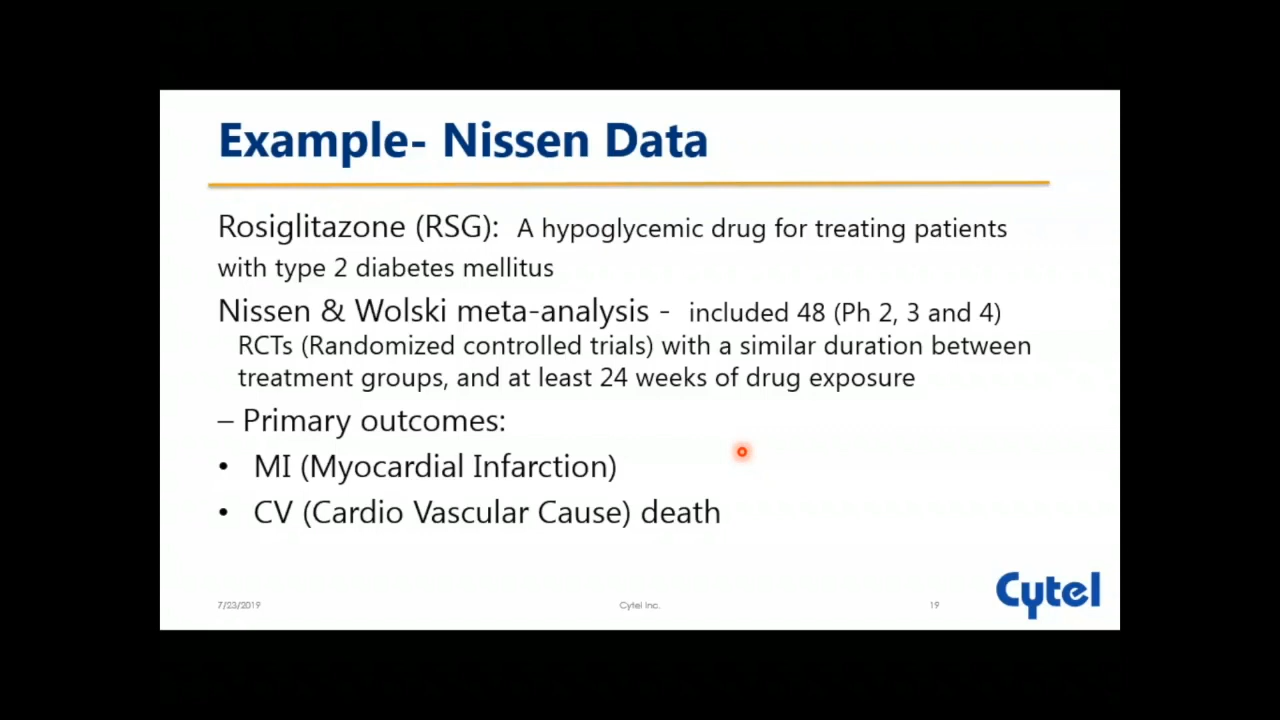 Example- Nissen Data
Rosiglitazone (RSG): A hypoglycemic drug for treating patients
with type 2 diabetes mellitus
Nissen & Wolski meta-analysis - included 48 (Ph 2, 3 and 4)
RCTs (Randomized controlled trials) with a similar duration between
treatment groups, and at least 24 weeks of drug exposure
– Primary outcomes:
• MI (Myocardial Infarction)
• CV (Cardio Vascular Cause) death
7/23/2019
Cytel Inc.
19
Cytel